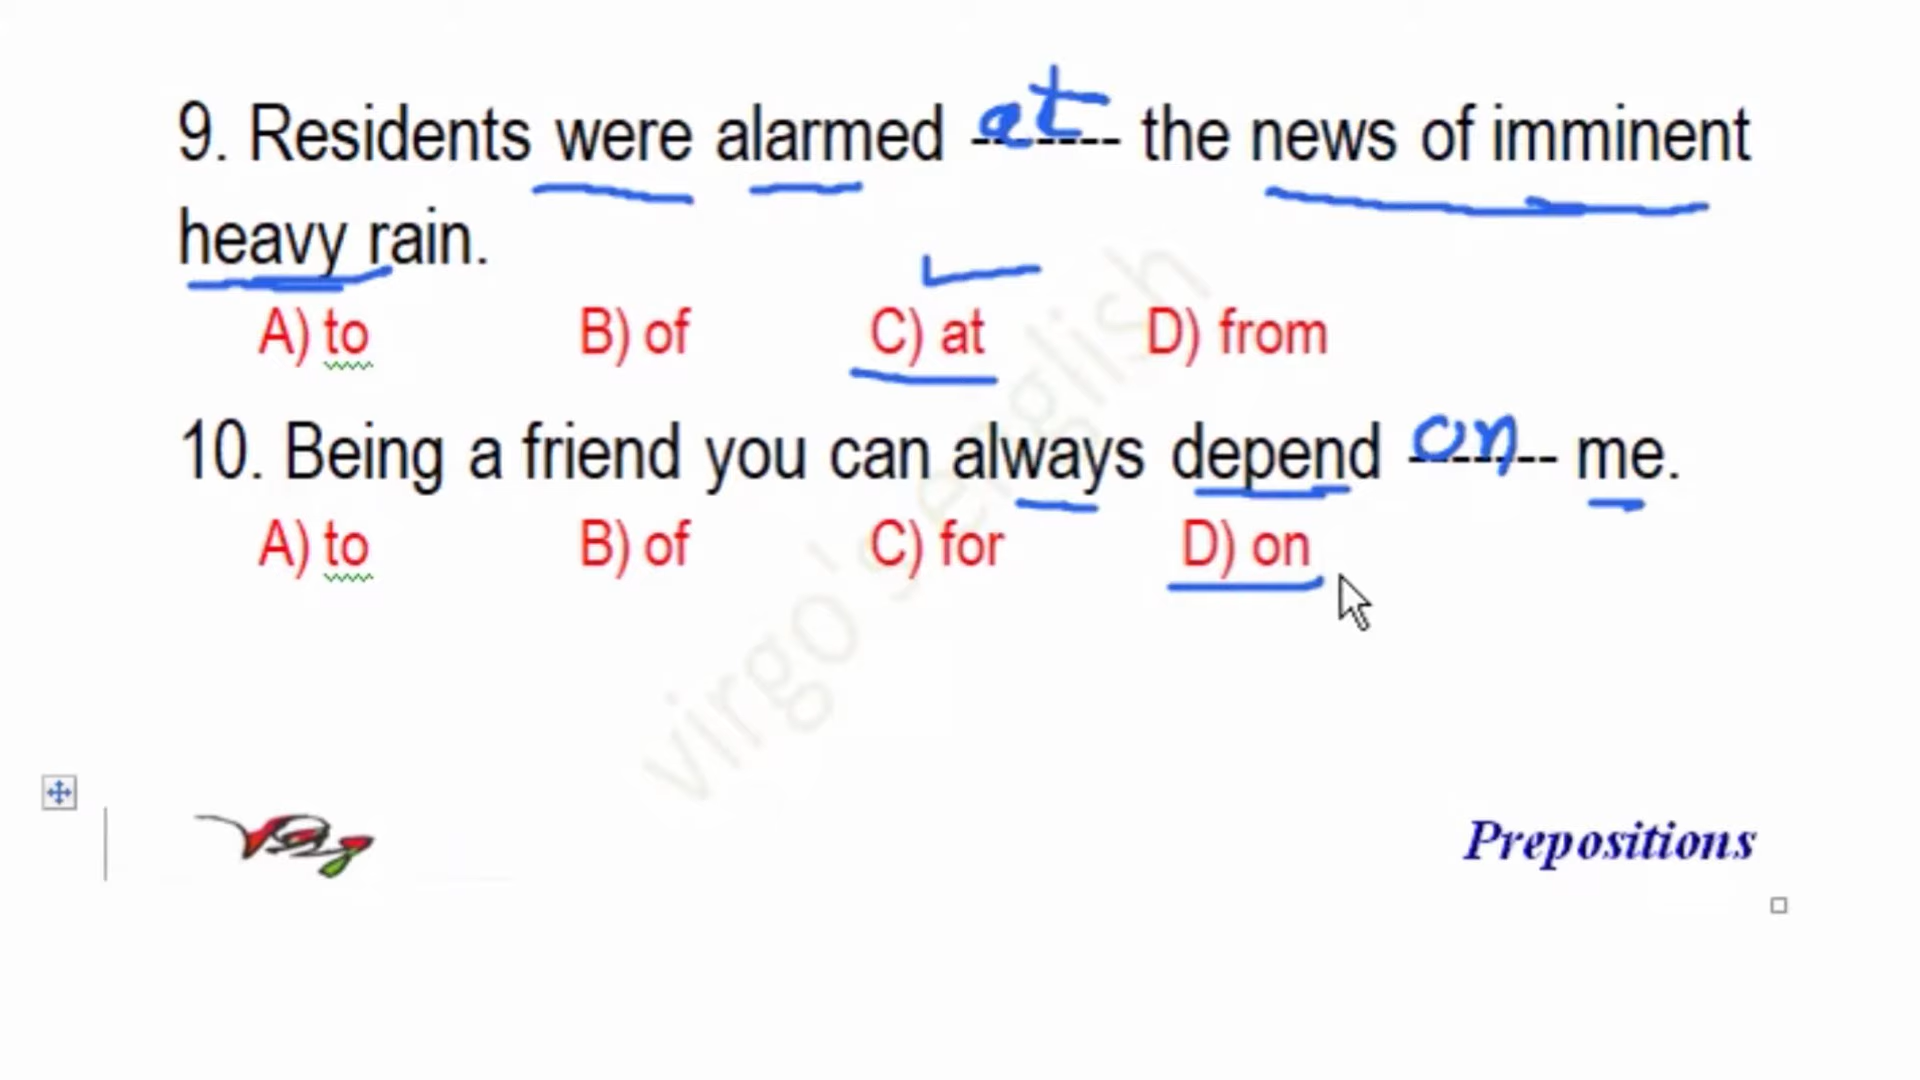 9. Residents were alarmed at ------- the news of imminent
heavy rain.
A) to B) of C) at D) from
10. Being a friend you can always depend on ------- me.
A) to B) of C) for D) on
virgo's english
Prepositions